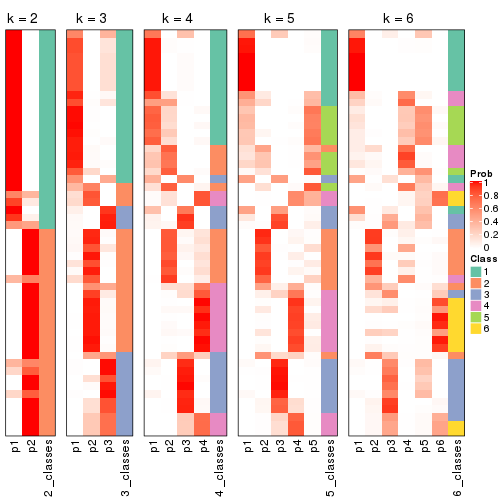 k = 2
k = 3
k = 4
k = 5
k = 6
p1
p2
2_classes
p1
p2
p3
3_classes
p1
p2
p3
p4
4_classes
p1
p2
p3
p4
p5
5_classes
p1
p2
p3
p4
p5
p6
6_classes
Prob
1
0.8
0.6
0.4
0.2
0
Class
1
2
3
4
5
6